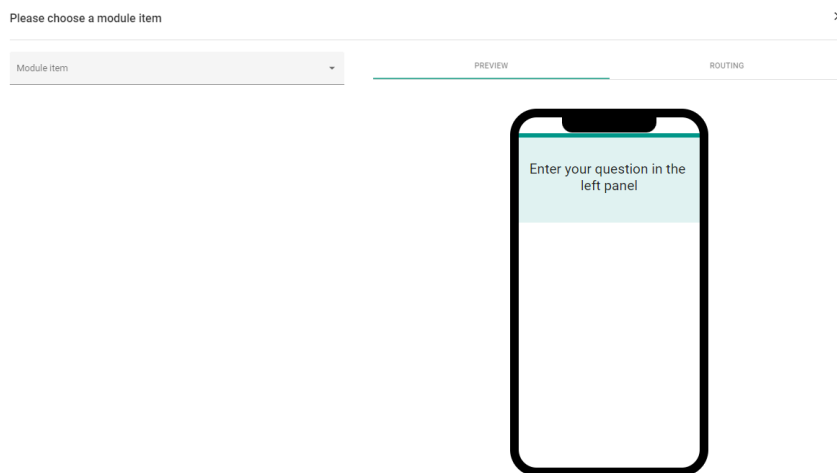 Please choose a module item
Module item
PREVIEW
ROUTING
Enter your question in the
left panel